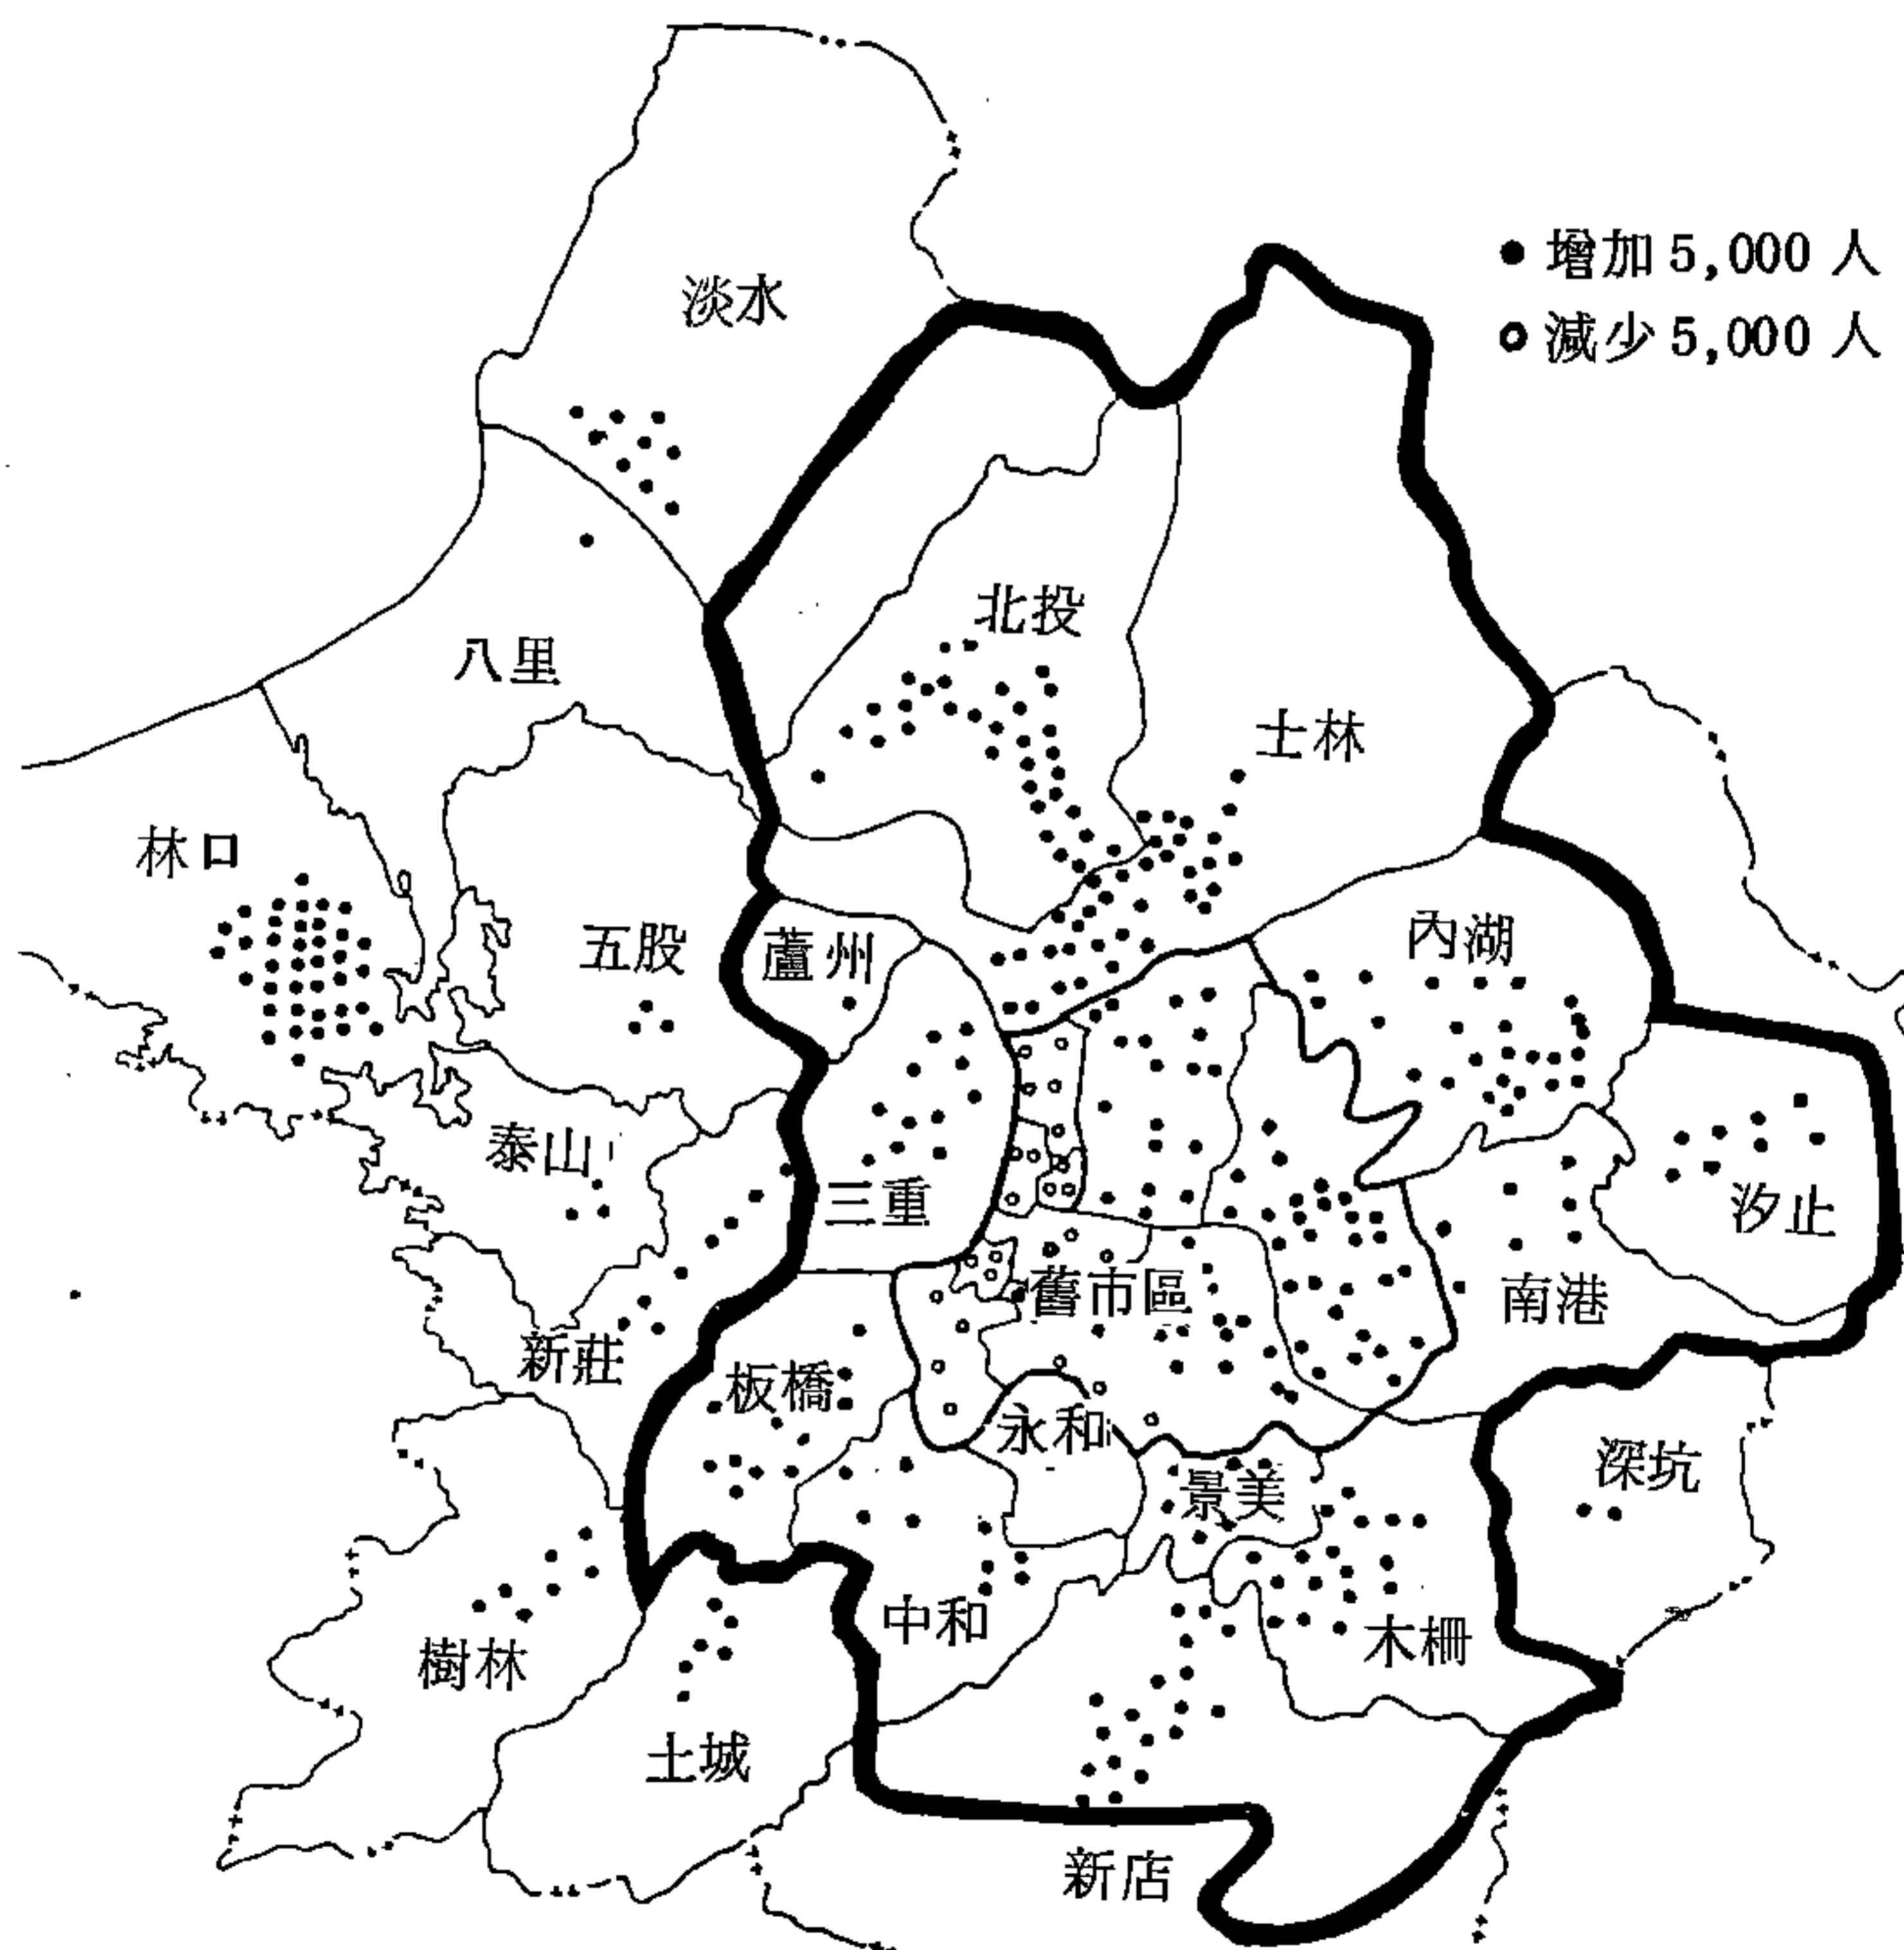 ● 增加 5,000 人
○ 減少 5,000 人
淡水
北投
八里
士林
林口
五股
蘆州
內湖
泰山
三重
汐止
舊市區
南港
新莊
板橋
永和
景美
深坑
中和
木柵
樹林
土城
新店